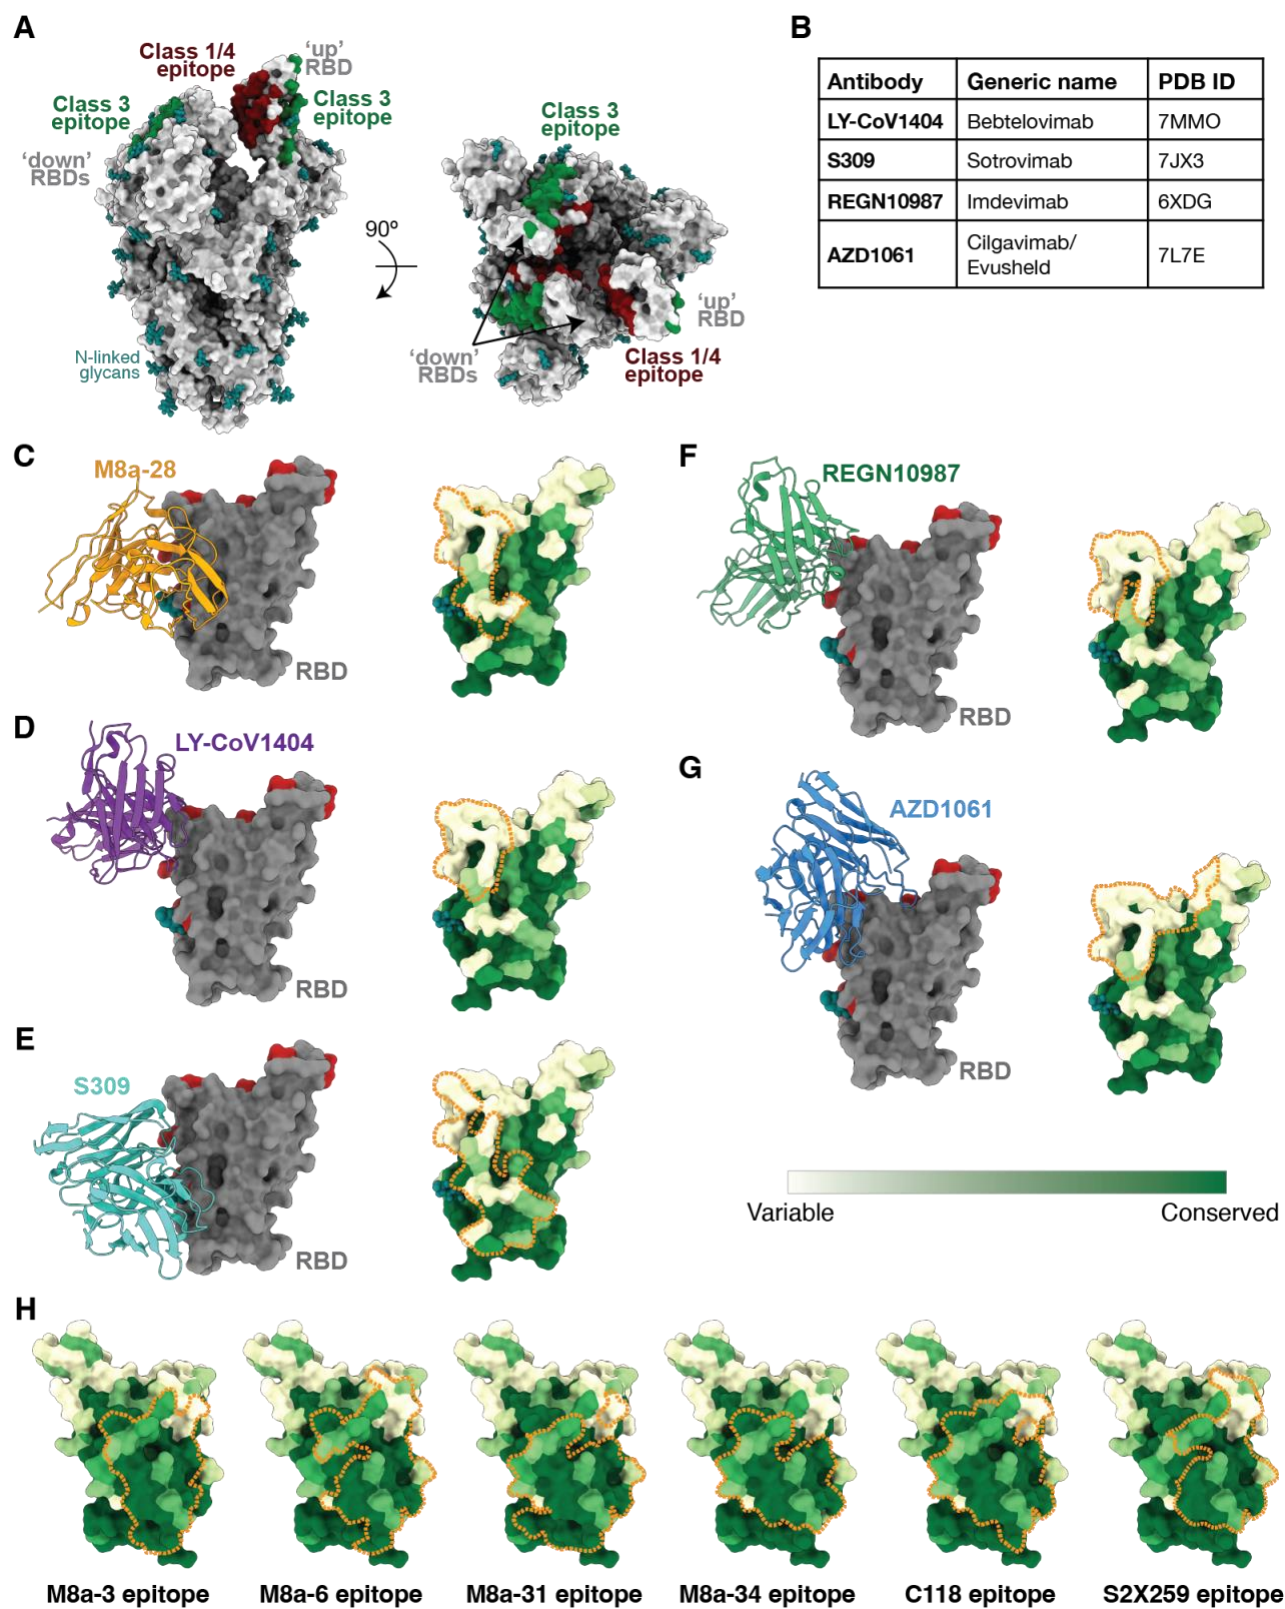 A
Class 1/4
epitope
'up'
RBD
Class 3
epitope
Class 3
epitope
'down'
RBDs
N-linked
glycans
90º
Class 3
epitope
'up'
RBD
'down'
RBDs
Class 1/4
epitope
B
Antibody Generic name PDB ID
LY-CoV1404 Bebtelovimab 7MMO
S309 Sotrovimab 7JX3
REGN10987 Imdevimab 6XDG
AZD1061 Cilgavimab/
Evusheld 7L7E
C
M8a-28
RBD
D
LY-CoV1404
RBD
E
S309
RBD
F
REGN10987
RBD
G
AZD1061
RBD
Variable Conserved
H
M8a-3 epitope M8a-6 epitope M8a-31 epitope M8a-34 epitope C118 epitope S2X259 epitope